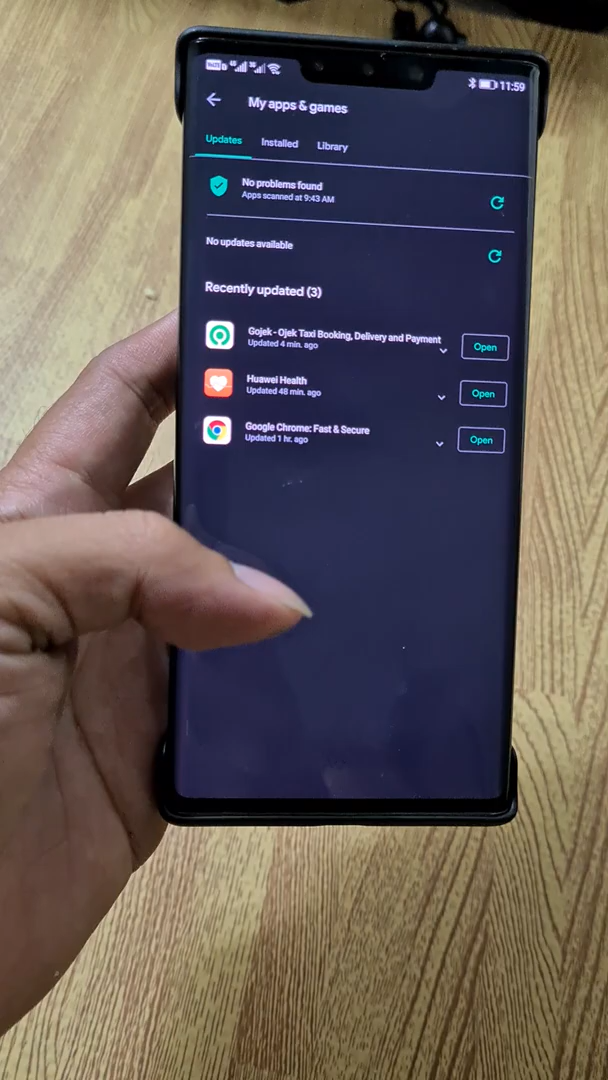 11:59
My apps & games
Updates Installed Library
No problems found
Apps scanned at 9:43 AM
No updates available
Recently updated (3)
Gojek - Ojek Taxi Booking, Delivery and Payment
Updated 4 min. ago
Open
Huawei Health
Updated 48 min. ago
Open
Google Chrome: Fast & Secure
Updated 1 hr. ago
Open